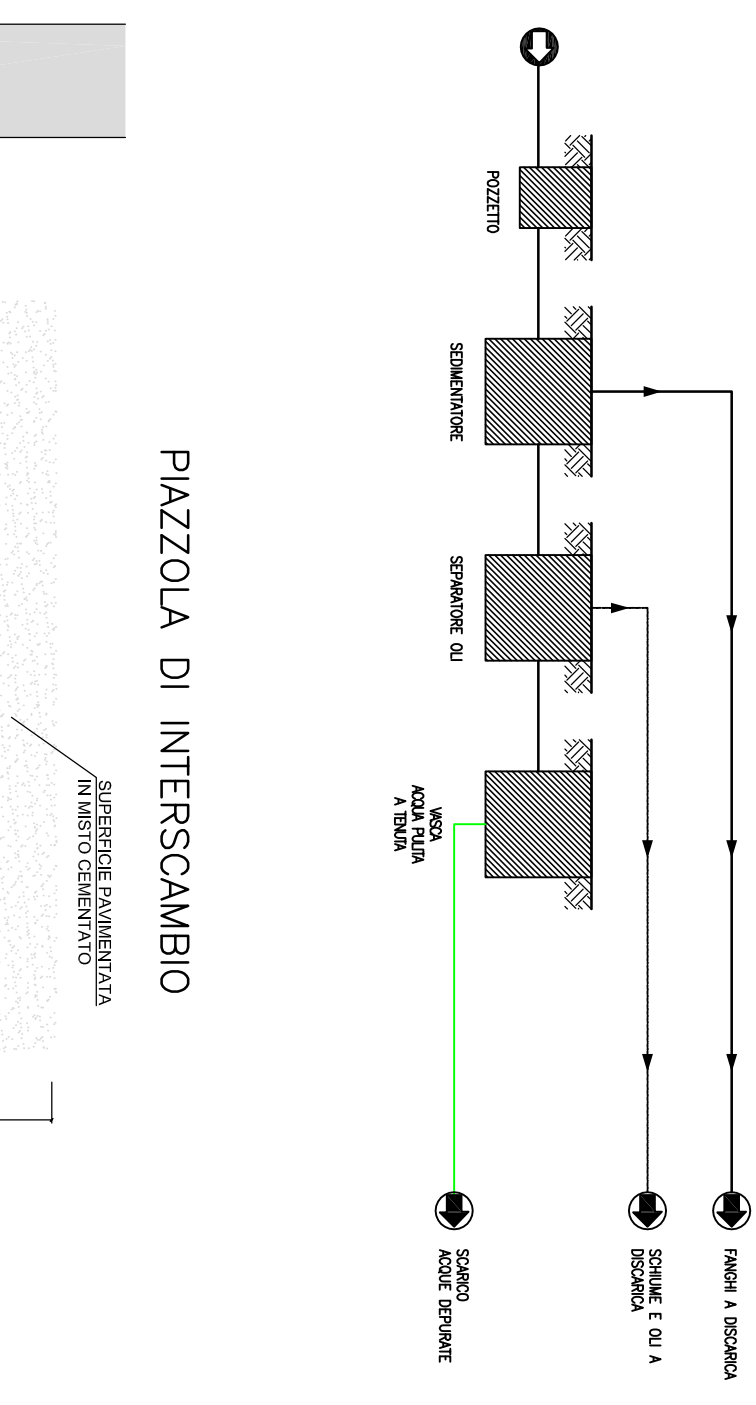 FANGHI A DISCARICA
SCHIUME E OLI A
DISCARICA
POZZETTO
SEDIMENTATORE
SEPARATORE OLI
VASCA
ACQUA PULITA
A TENUTA
SCARICO
ACQUE DEPURATE
PIAZZOLA DI INTERSCAMBIO
SUPERFICIE PAVIMENTATA
IN MISTO CEMENTATO